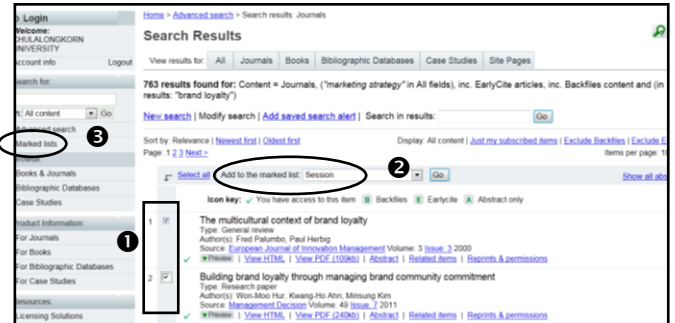 Login
Welcome:
CHULALONGKORN
UNIVERSITY
Account info Logout
Search for:
All content Go
Advanced search
Marked lists
Browse:
Books & Journals
Bibliographic Databases
Case Studies
Product Information:
For Journals
For Books
For Bibliographic Databases
For Case Studies
Resources:
Licensing Solutions
Home > Advanced search > Search results: Journals
Search Results
View results for: All Journals Books Bibliographic Databases Case Studies Site Pages
763 results found for: Content = Journals, ("marketing strategy" in All fields), inc. EarlyCite articles, inc. Backfiles content and (in
results: "brand loyalty")
New search | Modify search | Add saved search alert | Search in results: Go
Sort by: Relevance | Newest first | Oldest first Display: All content | Just my subscribed items | Exclude Backfiles | Exclude E
Page: 1 2 3 Next > Items per page: 1
Select all Add to the marked list: Session Go Show all abs
Icon key: ✓ You have access to this item B Backfiles E Earlycite A Abstract only
1 The multicultural context of brand loyalty
Type: General review
Author(s): Fred Palumbo, Paul Herbig
Source: European Journal of Innovation Management Volume: 3 Issue: 3 2000
✓ ▼Preview | View HTML | View PDF (109kb) | Abstract | Related items | Reprints & permissions
2 Building brand loyalty through managing brand community commitment
Type: Research paper
Author(s): Won-Moo Hur, Kwang-Ho Ahn, Minsung Kim
Source: Management Decision Volume: 49 Issue: 7 2011
✓ ▼Preview | View HTML | View PDF (240kb) | Abstract | Related items | Reprints & permissions
❶
❷
❸